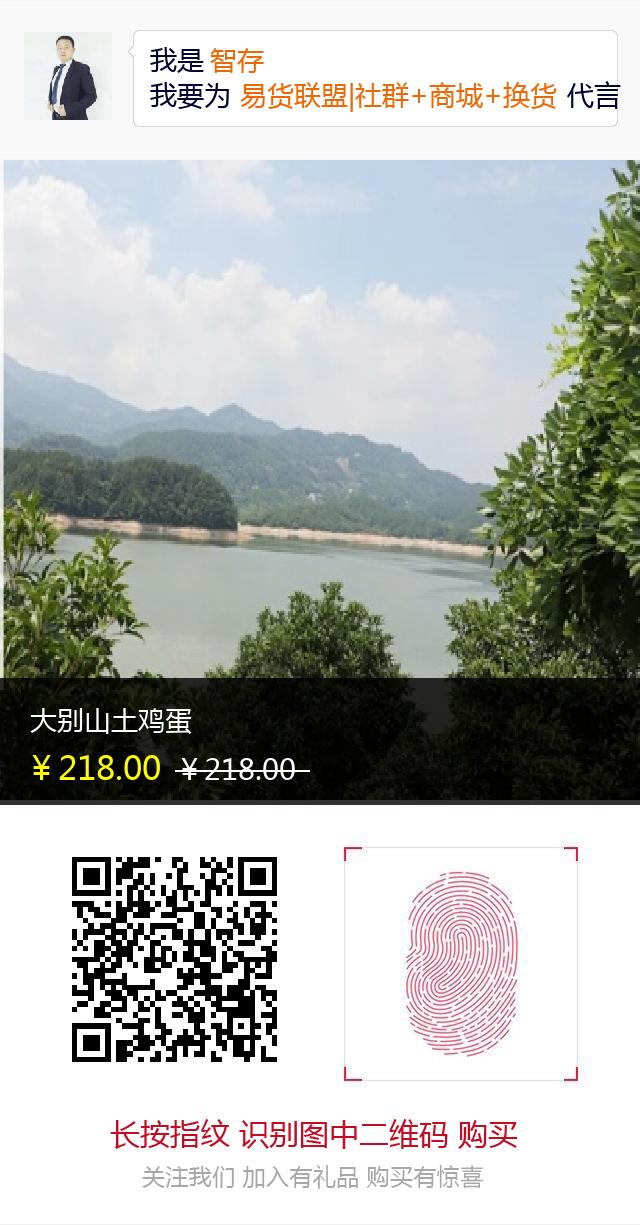 我是 智存
我要为 易货联盟|社群+商城+换货 代言
大别山土鸡蛋
￥218.00 ￥218.00
长按指纹 识别图中二维码 购买
关注我们 加入有礼品 购买有惊喜